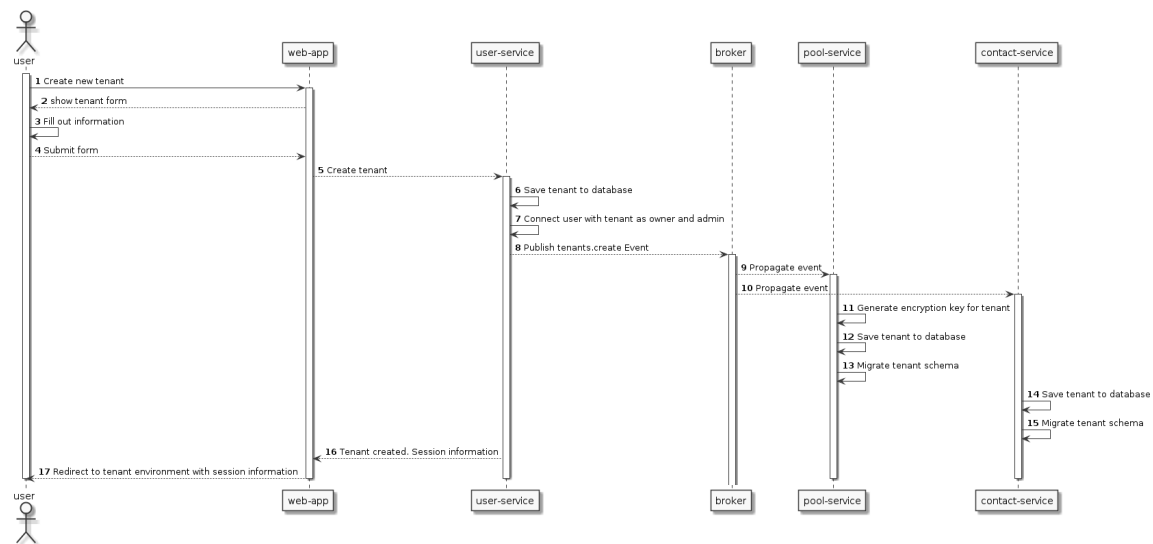 user
web-app
user-service
broker
pool-service
contact-service
1 Create new tenant
2 show tenant form
3 Fill out information
4 Submit form
5 Create tenant
6 Save tenant to database
7 Connect user with tenant as owner and admin
8 Publish tenants.create Event
9 Propagate event
10 Propagate event
11 Generate encryption key for tenant
12 Save tenant to database
13 Migrate tenant schema
14 Save tenant to database
15 Migrate tenant schema
16 Tenant created. Session information
17 Redirect to tenant environment with session information
user
web-app
user-service
broker
pool-service
contact-service